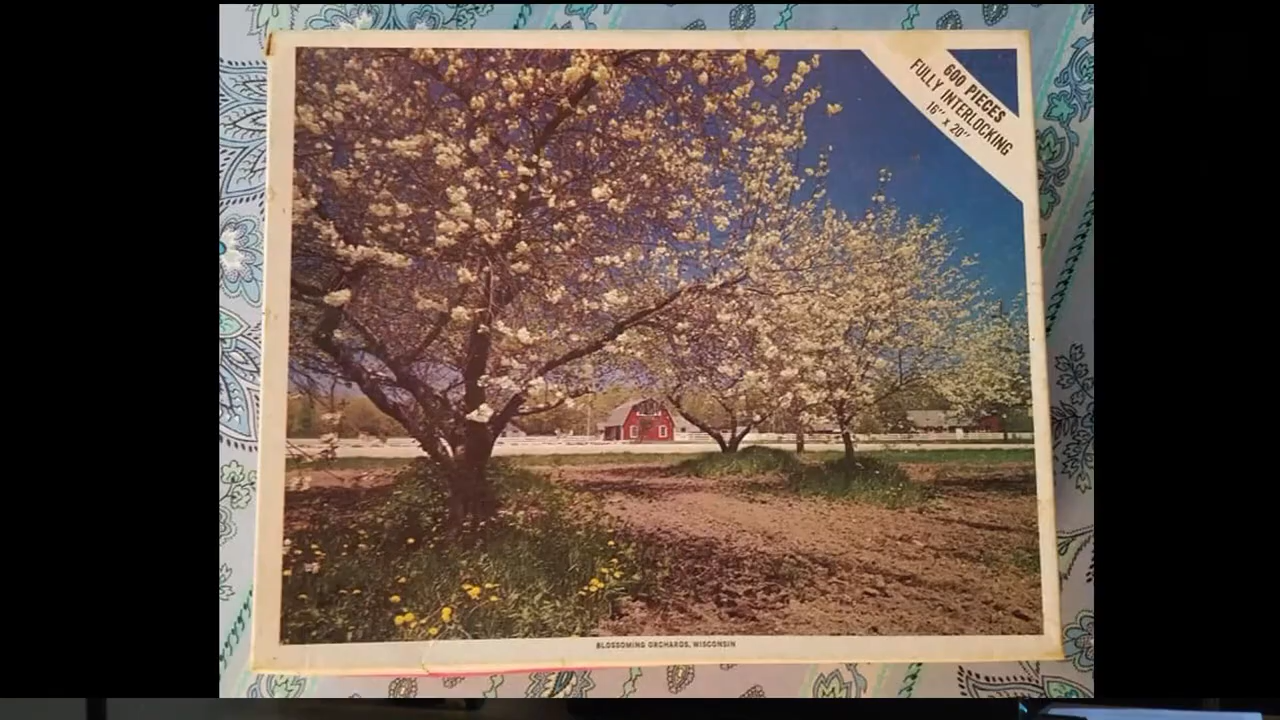 600 PIECES
FULLY INTERLOCKING
16" x 20"
BLOSSOMING ORCHARDS, WISCONSIN